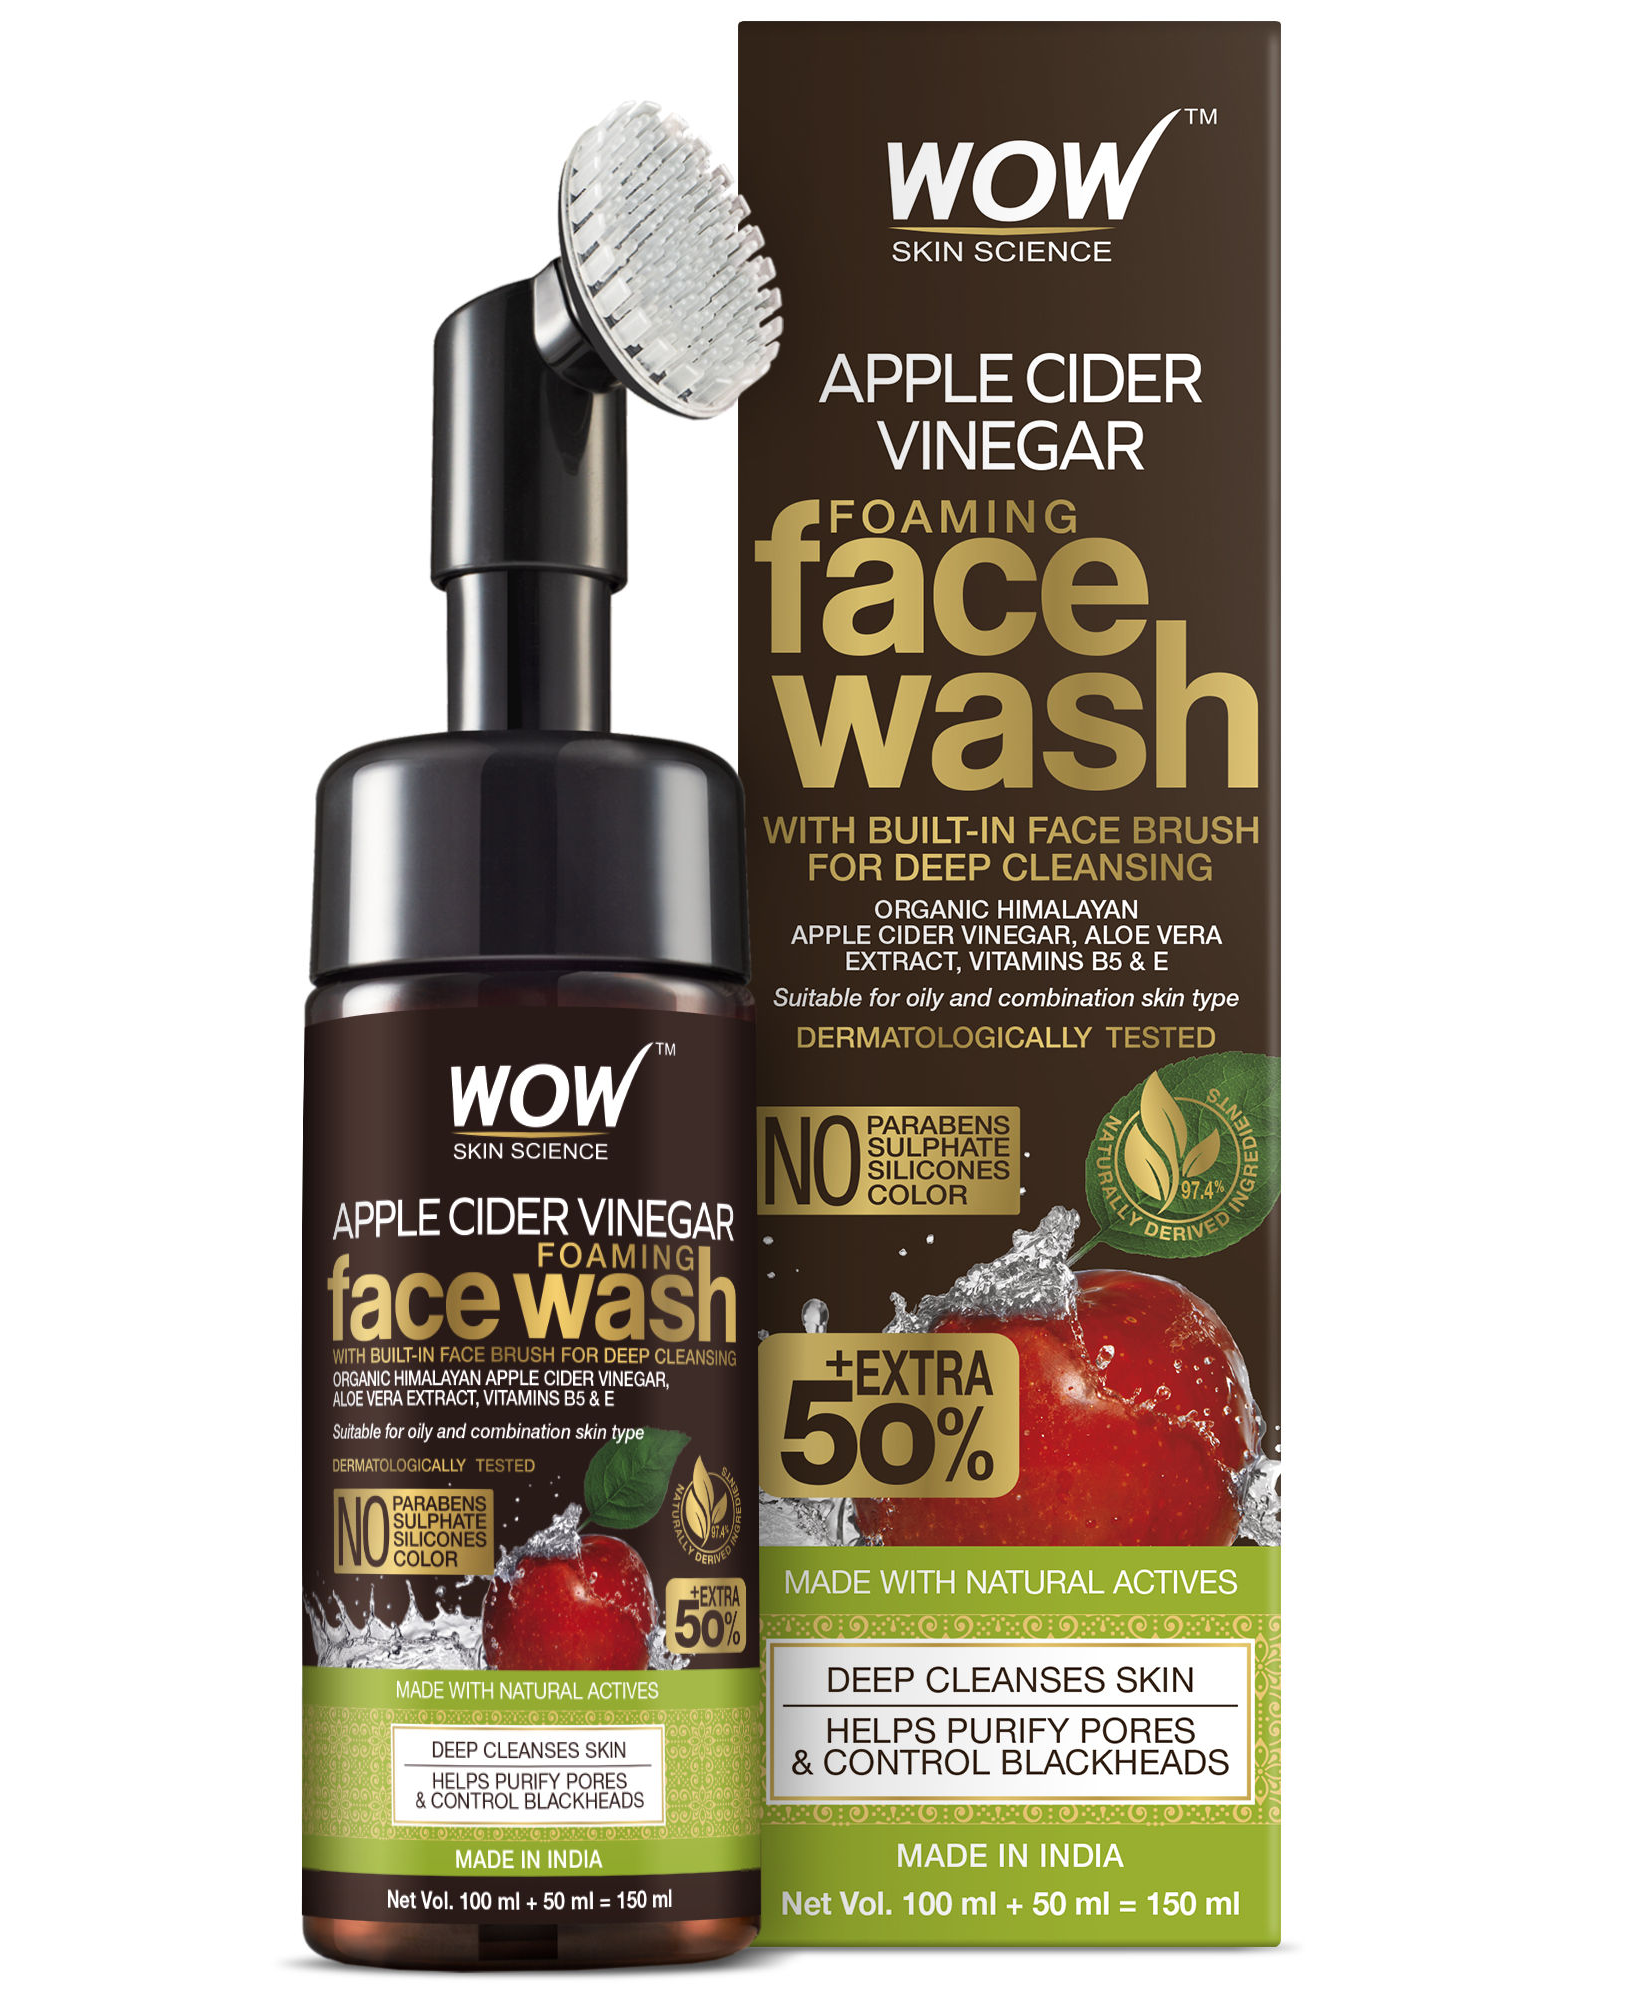 WOW™
SKIN SCIENCE
APPLE CIDER
VINEGAR
FOAMING
face
wash
WITH BUILT-IN FACE BRUSH
FOR DEEP CLEANSING
ORGANIC HIMALAYAN
APPLE CIDER VINEGAR, ALOE VERA
EXTRACT, VITAMINS B5 & E
Suitable for oily and combination skin type
DERMATOLOGICALLY TESTED
NO
PARABENS
SULPHATE
SILICONES
COLOR
97.4%
NATURALLY DERIVED INGREDIENTS
+EXTRA
50%
MADE WITH NATURAL ACTIVES
DEEP CLEANSES SKIN
HELPS PURIFY PORES
& CONTROL BLACKHEADS
MADE IN INDIA
Net Vol. 100 ml + 50 ml = 150 ml
WOW™
SKIN SCIENCE
APPLE CIDER VINEGAR
FOAMING
face wash
WITH BUILT-IN FACE BRUSH FOR DEEP CLEANSING
ORGANIC HIMALAYAN APPLE CIDER VINEGAR,
ALOE VERA EXTRACT, VITAMINS B5 & E
Suitable for oily and combination skin type
DERMATOLOGICALLY TESTED
NO
PARABENS
SULPHATE
SILICONES
COLOR
97.4%
NATURALLY DERIVED INGREDIENTS
+EXTRA
50%
MADE WITH NATURAL ACTIVES
DEEP CLEANSES SKIN
HELPS PURIFY PORES
& CONTROL BLACKHEADS
MADE IN INDIA
Net Vol. 100 ml + 50 ml = 150 ml